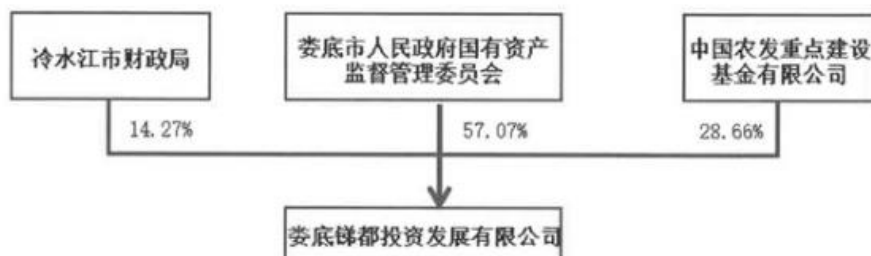 冷水江市财政局
娄底市人民政府国有资产
监督管理委员会
中国农发重点建设
基金有限公司
14.27%
57.07%
28.66%
娄底锑都投资发展有限公司